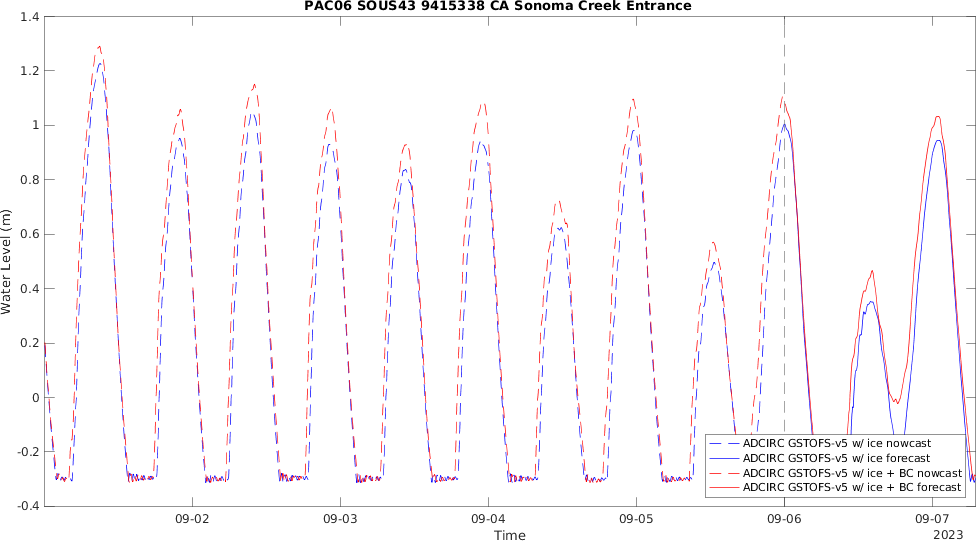 PAC06 SOUS43 9415338 CA Sonoma Creek Entrance
1.4
1.2
1
0.8
0.6
0.4
0.2
0
-0.2
-0.4
Water Level (m)
ADCIRC GSTOFS-v5 w/ ice nowcast
ADCIRC GSTOFS-v5 w/ ice forecast
ADCIRC GSTOFS-v5 w/ ice + BC nowcast
ADCIRC GSTOFS-v5 w/ ice + BC forecast
09-02 09-03 09-04 09-05 09-06 09-07
Time
2023